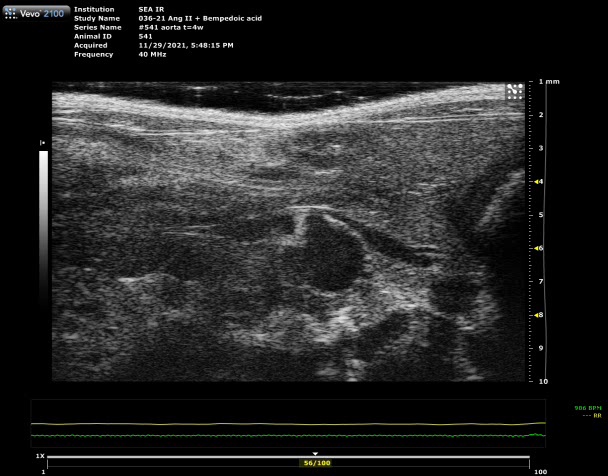 Vevo 2100
Institution SEA IR
Study Name 036-21 Ang II + Bempedoic acid
Series Name #541 aorta t=4w
Animal ID 541
Acquired 11/29/2021, 5:48:15 PM
Frequency 40 MHz
1 mm
2
3
4
5
6
7
8
9
10
906 BPM
--- RR
1X
56/100
1
100